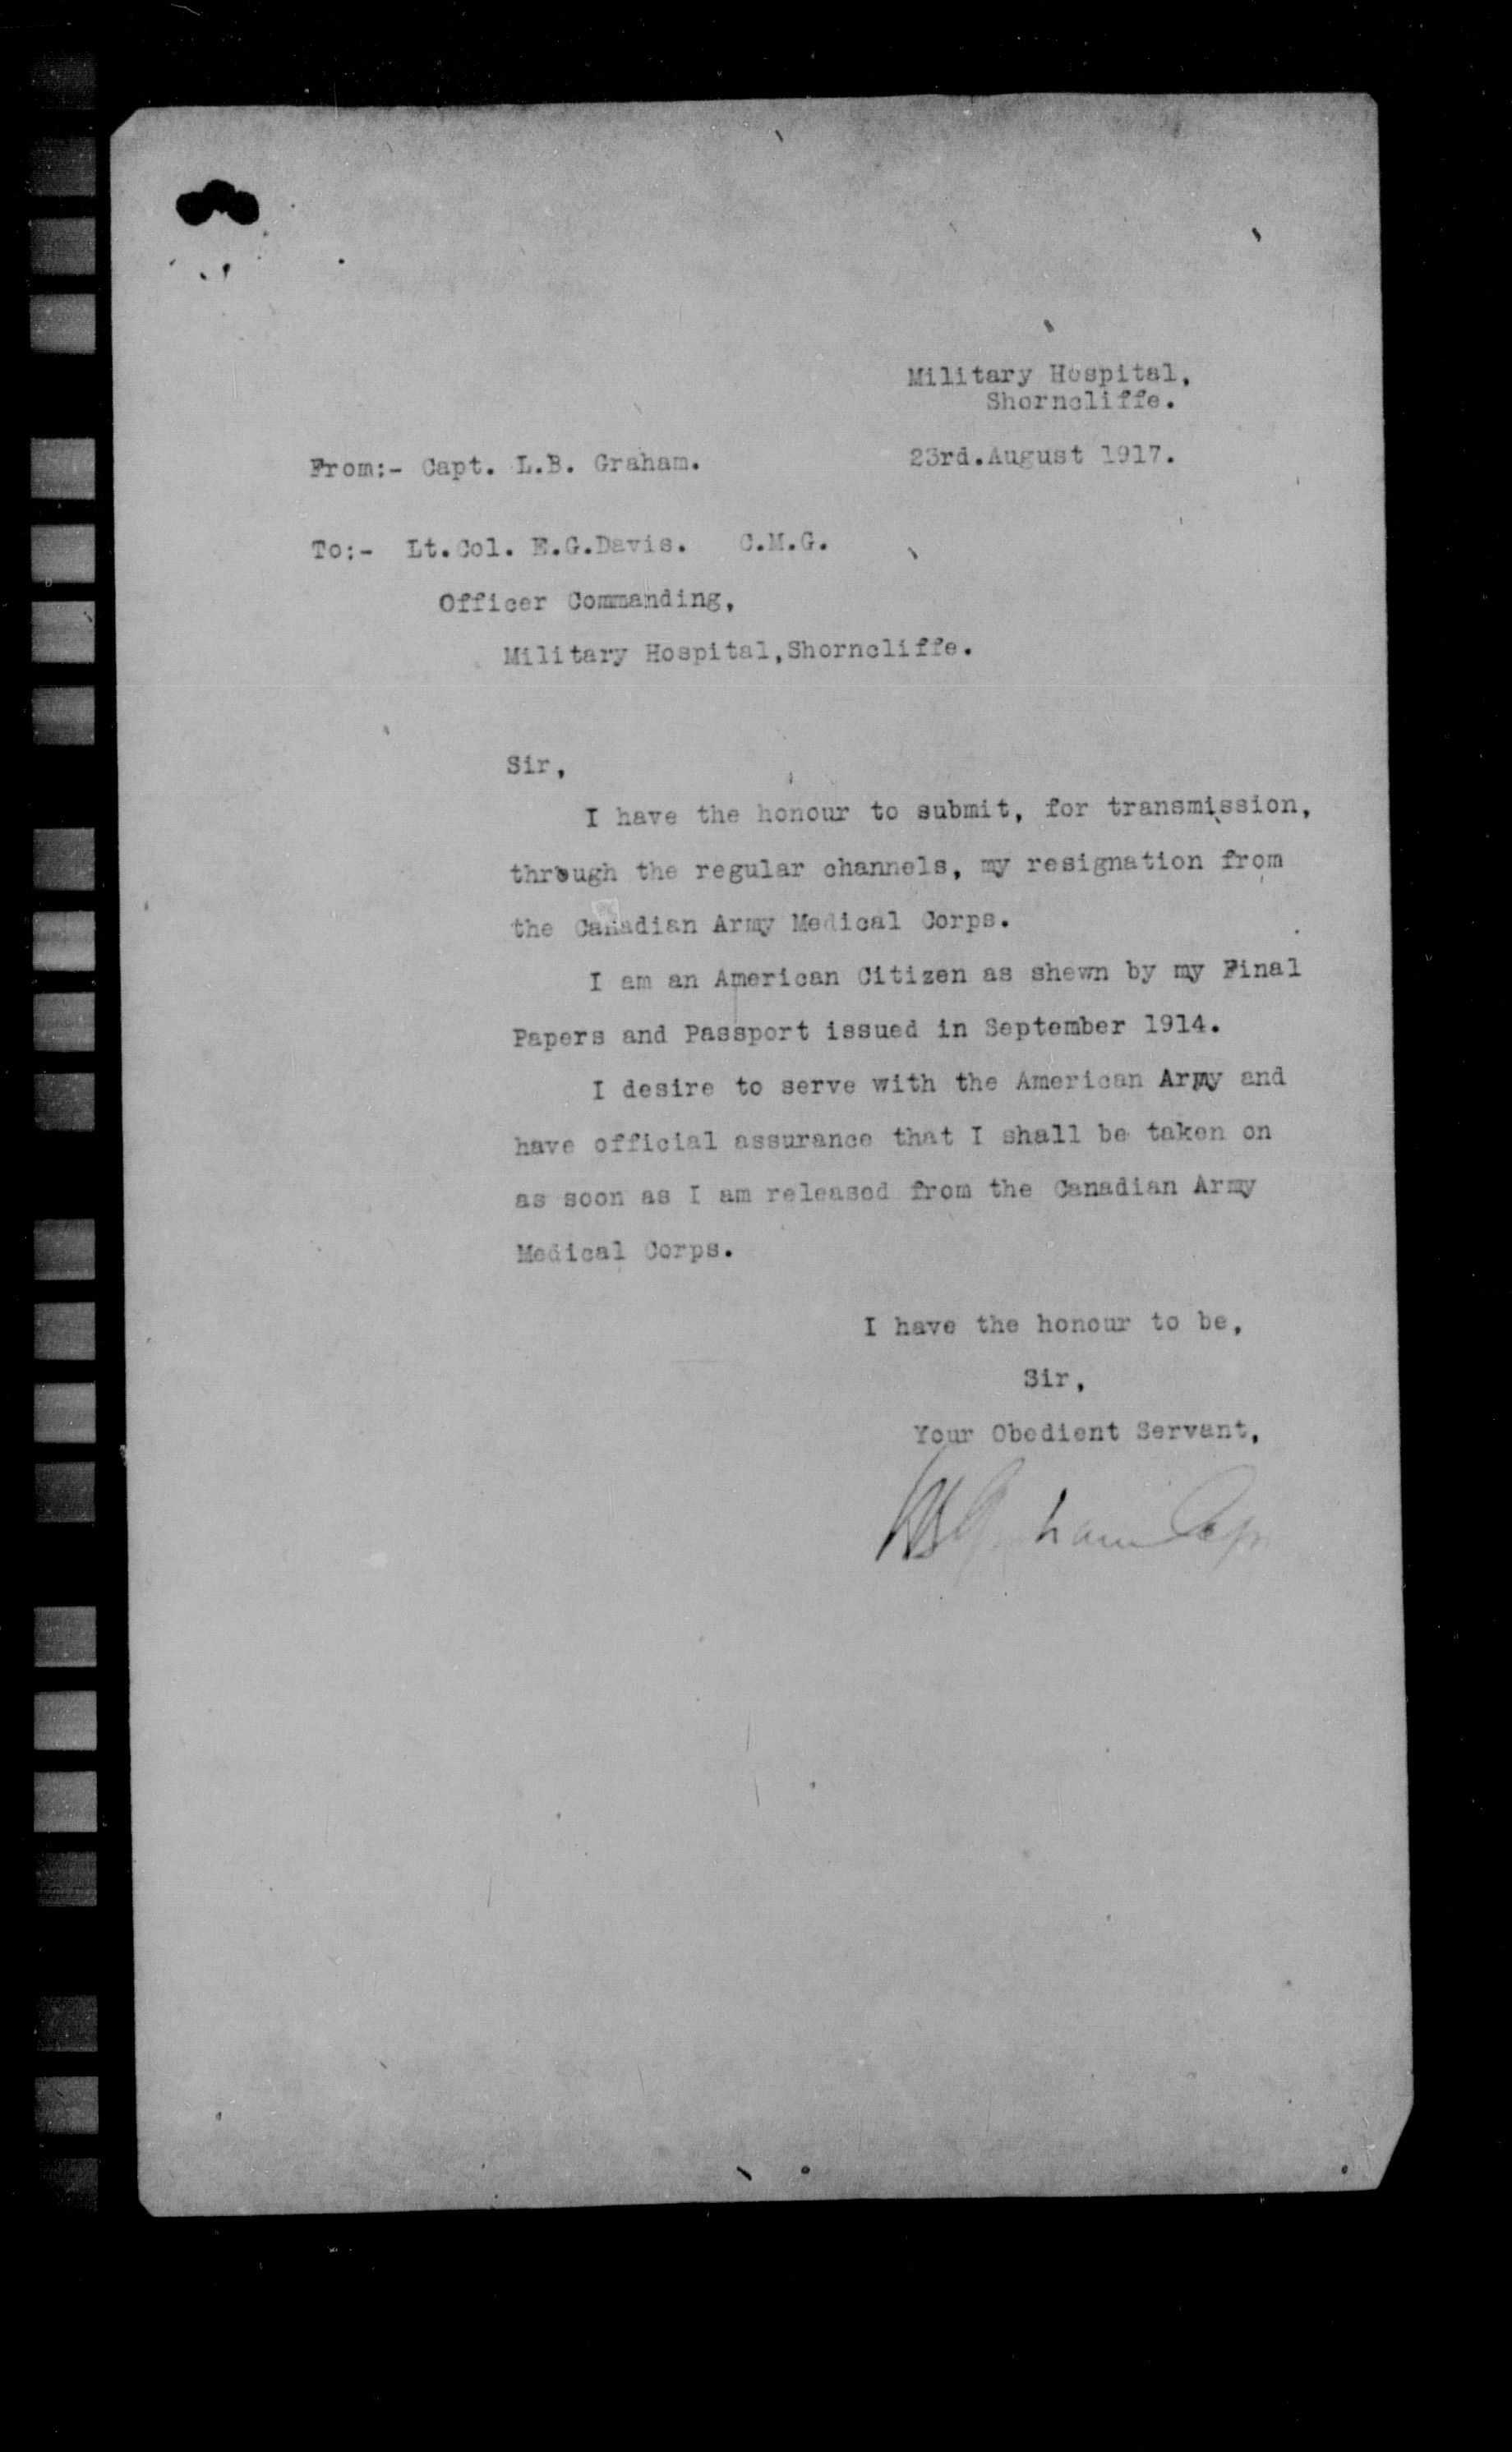 Military Hospital,
Shorncliffe.
From:- Capt. L.B. Graham.
23rd.August 1917.
To:- Lt.Col. E.G.Davis. C.M.G.
Officer Commanding,
Military Hospital,Shorncliffe.
Sir,
I have the honour to submit, for transmission,
through the regular channels, my resignation from
the Canadian Army Medical Corps.
I am an American Citizen as shewn by my Final
Papers and Passport issued in September 1914.
I desire to serve with the American Army and
have official assurance that I shall be taken on
as soon as I am released from the Canadian Army
Medical Corps.
I have the honour to be,
Sir,
Your Obedient Servant,
LB Graham Capt